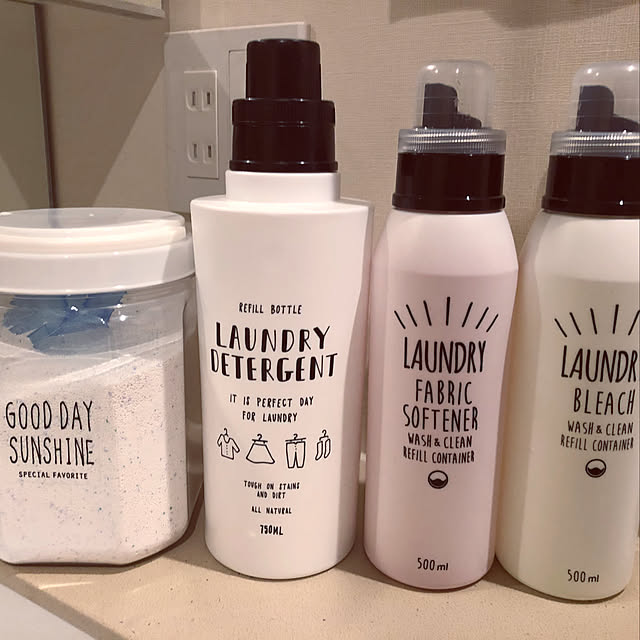 GOOD DAY
SUNSHINE
SPECIAL FAVORITE
REFILL BOTTLE
LAUNDRY
DETERGENT
IT IS PERFECT DAY
FOR LAUNDRY
TOUGH ON STAINS
AND DIRT
ALL NATURAL
750ML
LAUNDRY
FABRIC
SOFTENER
WASH & CLEAN
REFILL CONTAINER
500ml
LAUNDR
BLEACH
WASH & CLEAN
REFILL CONTAINER
500ml